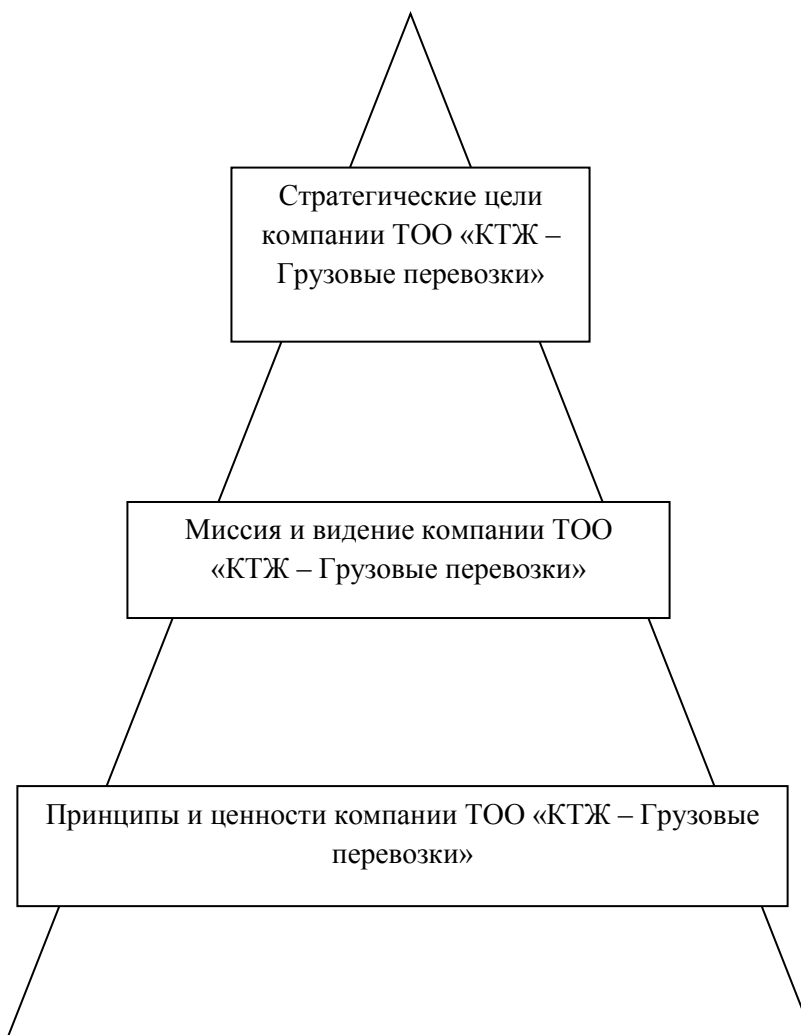 Стратегические цели
компании ТОО «КТЖ –
Грузовые перевозки»
Миссия и видение компании ТОО
«КТЖ – Грузовые перевозки»
Принципы и ценности компании ТОО «КТЖ – Грузовые
перевозки»